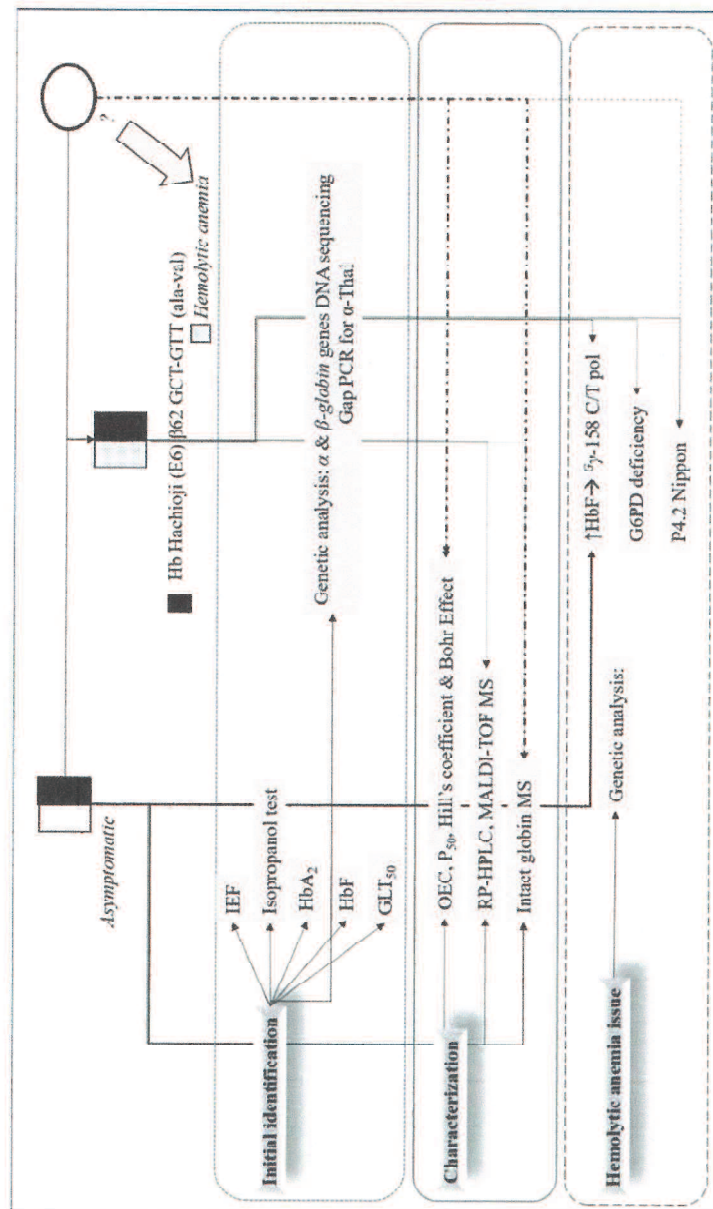 ?
Asymptomatic
Hb Hachioji (E6) β62 GCT-GTT (ala-val)
Hemolytic anemia
Initial identification
IEF
Isopropanol test
HbA2
HbF
GLT50
Genetic analysis: α & β-globin genes DNA sequencing
Gap PCR for α-Thal
Characterization
OEC, P50, Hill's coefficient & Bohr Effect
RP-HPLC, MALDI-TOF MS
Intact globin MS
Hemolytic anemia issue
Genetic analysis:
↑HbF→ Gγ-158 C/T pol
G6PD deficiency
P4.2 Nippon